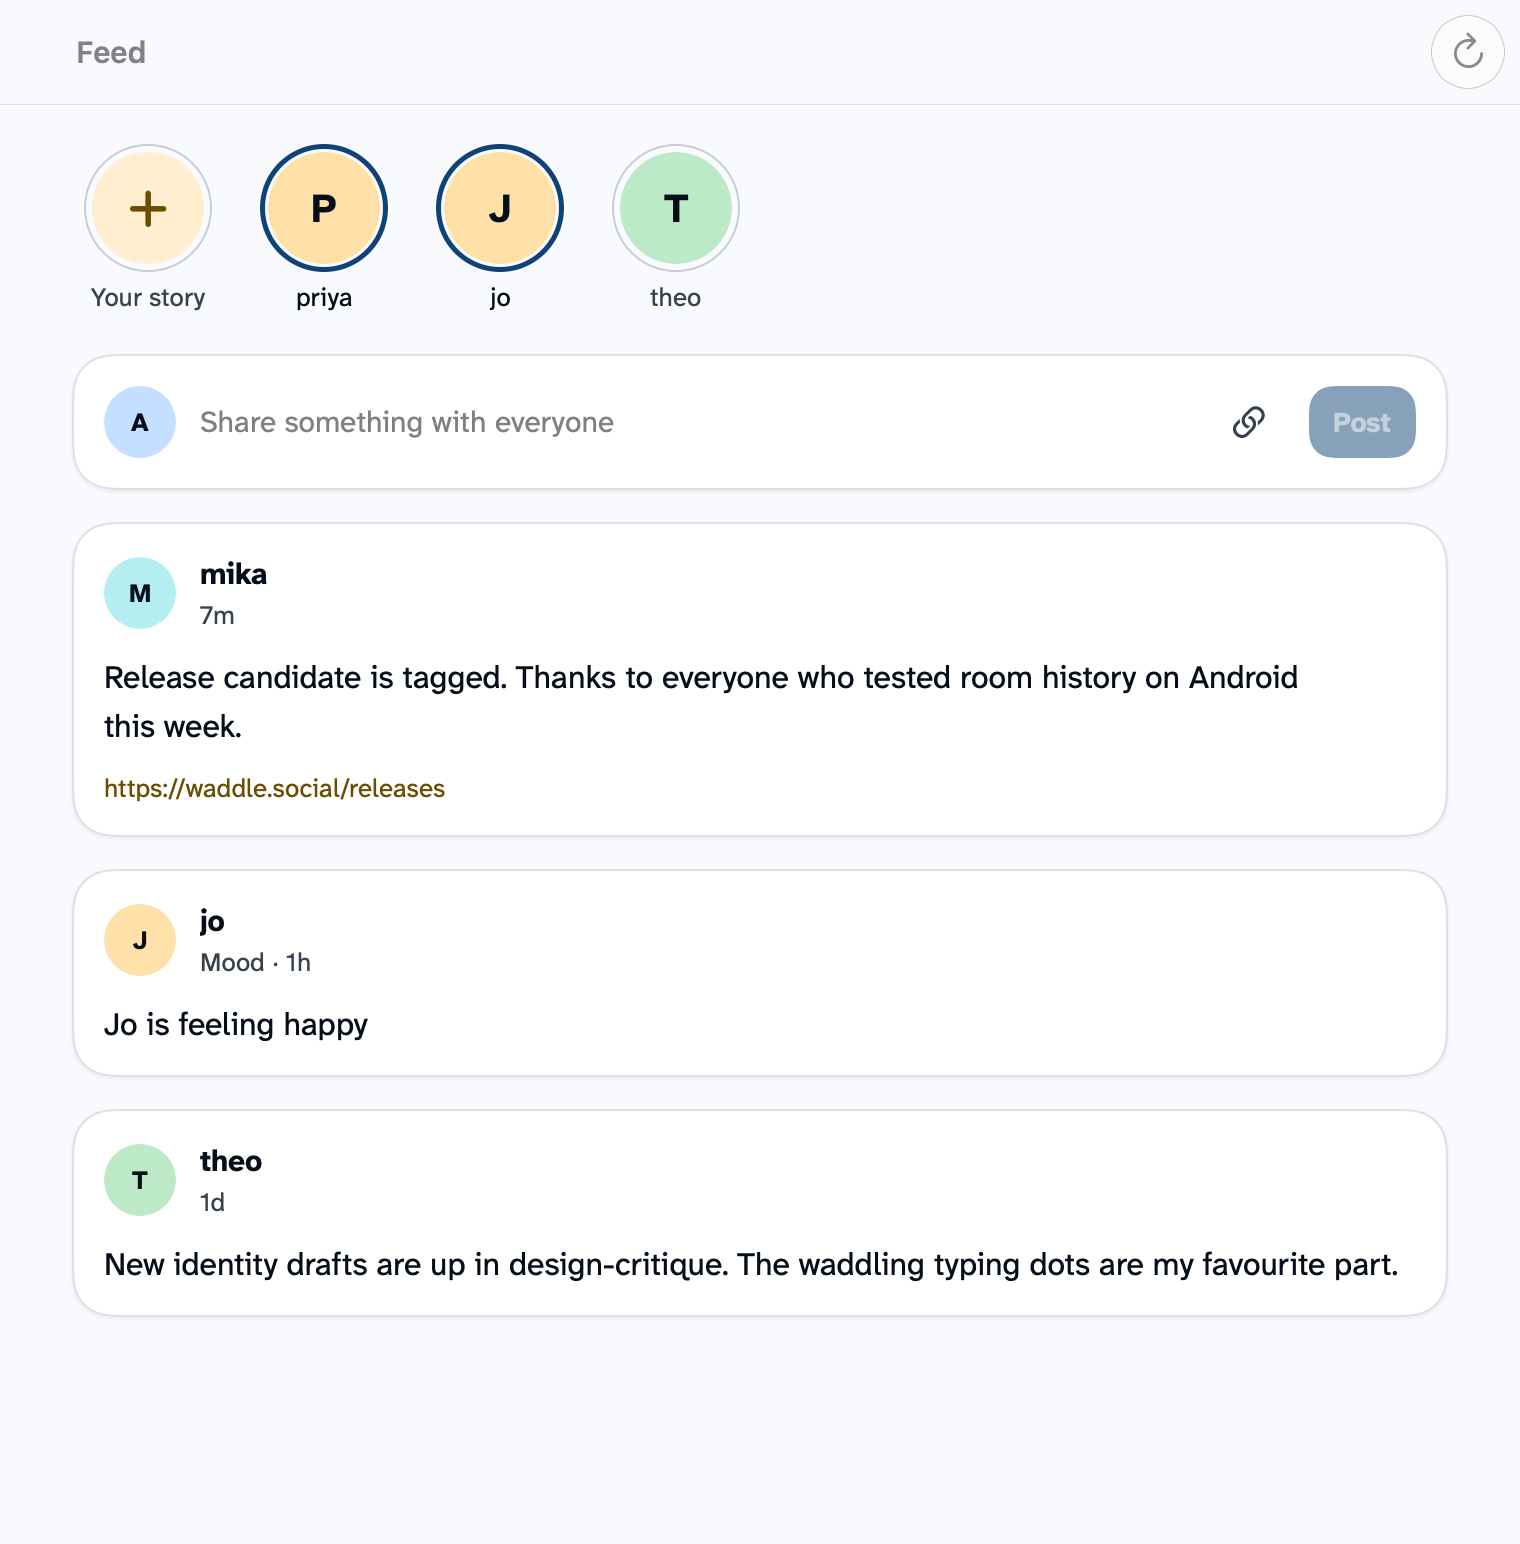 Feed
P
J
T
Your story
priya
jo
theo
A
Share something with everyone
Post
M
mika
7m
Release candidate is tagged. Thanks to everyone who tested room history on Android
this week.
https://waddle.social/releases
J
jo
Mood · 1h
Jo is feeling happy
T
theo
1d
New identity drafts are up in design-critique. The waddling typing dots are my favourite part.